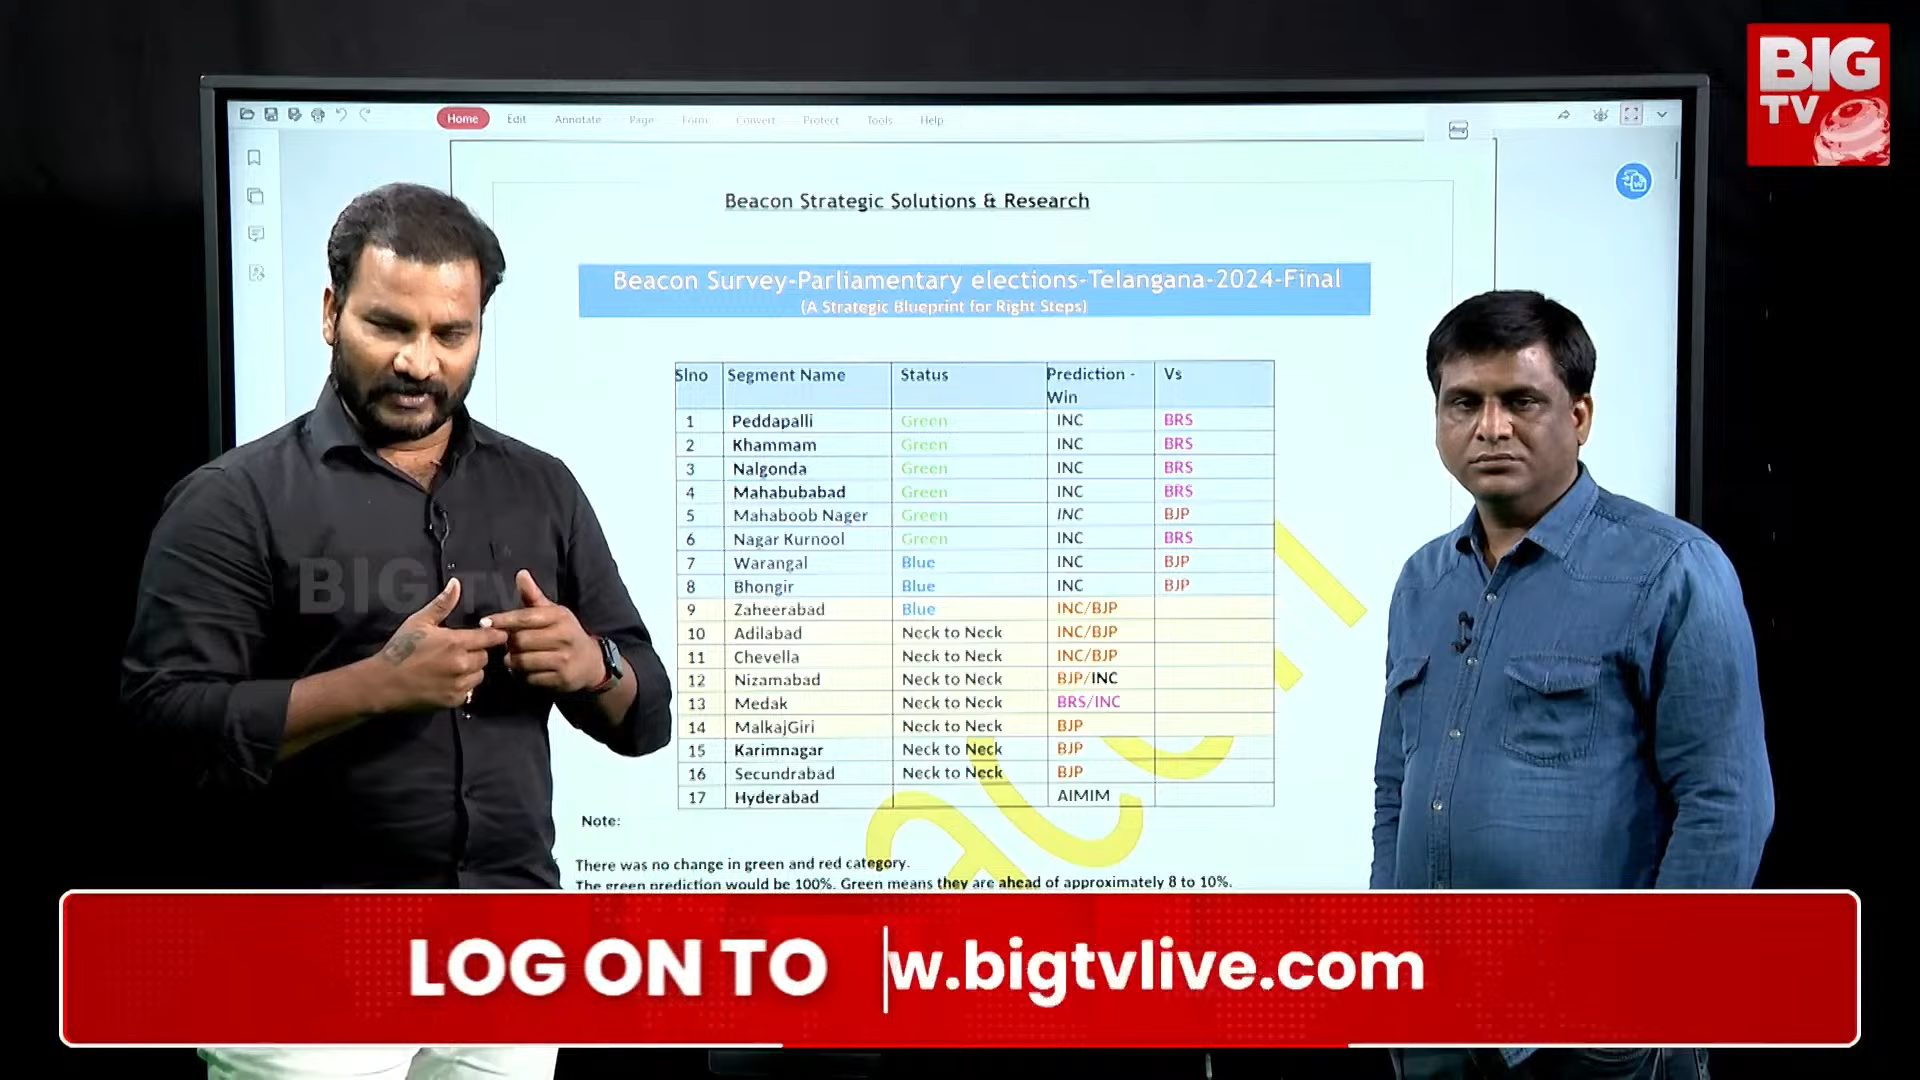 BIG
TV
Home Edit Annotate Page Form Convert Protect Tools Help
Beacon Strategic Solutions & Research
Beacon Survey-Parliamentary elections-Telangana-2024-Final
(A Strategic Blueprint for Right Steps)
Slno Segment Name Status Prediction - Win Vs
1 Peddapalli Green INC BRS
2 Khammam Green INC BRS
3 Nalgonda Green INC BRS
4 Mahabubabad Green INC BRS
5 Mahaboob Nager Green INC BJP
6 Nagar Kurnool Green INC BRS
7 Warangal Blue INC BJP
8 Bhongir Blue INC BJP
9 Zaheerabad Blue INC/BJP
10 Adilabad Neck to Neck INC/BJP
11 Chevella Neck to Neck INC/BJP
12 Nizamabad Neck to Neck BJP/INC
13 Medak Neck to Neck BRS/INC
14 MalkajGiri Neck to Neck BJP
15 Karimnagar Neck to Neck BJP
16 Secundrabad Neck to Neck BJP
17 Hyderabad AIMIM
Note:
There was no change in green and red category.
The green prediction would be 100%. Green means they are ahead of approximately 8 to 10%.
BIG TV
LOG ON TO w.bigtvlive.com